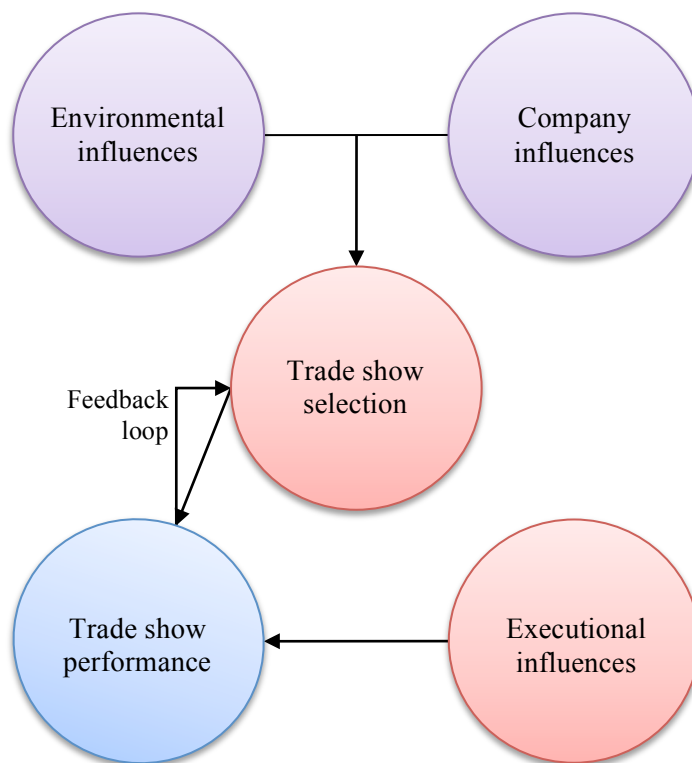 Environmental
influences
Company
influences
Trade show
selection
Feedback
loop
Trade show
performance
Executional
influences